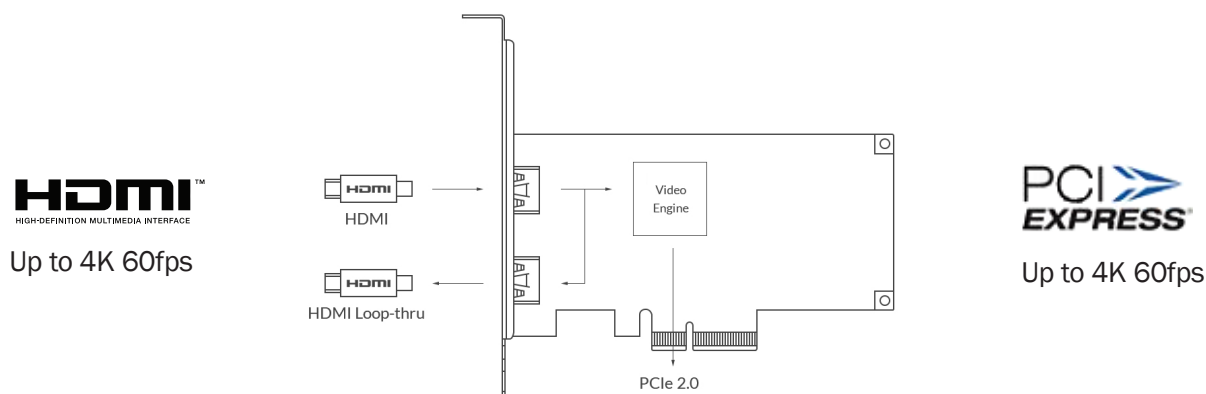 HDMI™
HIGH-DEFINITION MULTIMEDIA INTERFACE
Up to 4K 60fps
HDMI
HDMI
HDMI
HDMI Loop-thru
Video
Engine
PCIe 2.0
PCI
EXPRESS®
Up to 4K 60fps